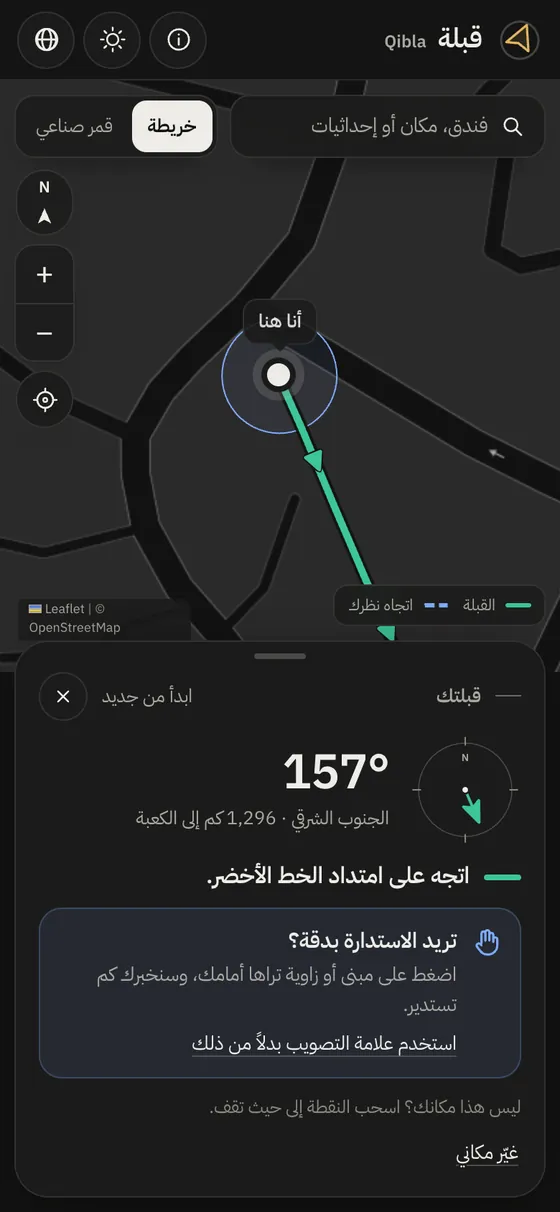 قبلة Qibla
فندق، مكان أو إحداثيات
خريطة
قمر صناعي
N
+
−
أنا هنا
القبلة
اتجاه نظرك
Leaflet | ©
OpenStreetMap
قبلتك
ابدأ من جديد
N
157°
الجنوب الشرقي · 1,296 كم إلى الكعبة
اتجه على امتداد الخط الأخضر.
تريد الاستدارة بدقة؟
اضغط على مبنى أو زاوية تراها أمامك، وسنخبرك كم
تستدير.
استخدم علامة التصويب بدلاً من ذلك
ليس هذا مكانك؟ اسحب النقطة إلى حيث تقف.
غيّر مكاني